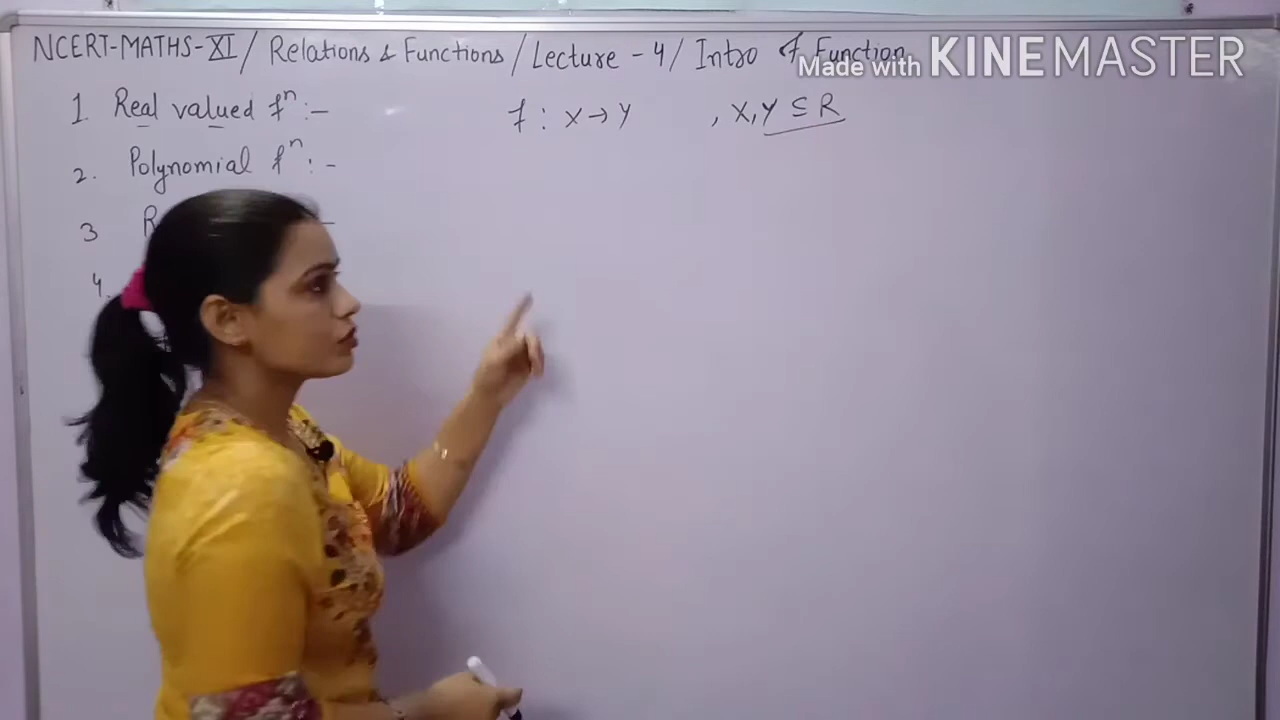 NCERT-MATHS-XI / Relations & Functions / Lecture - 4 / Intro of Function
Made with KINEMASTER
1. Real valued fⁿ :- f : X → Y , X, Y ⊆ R
2. Polynomial fⁿ : -
3 R
4.